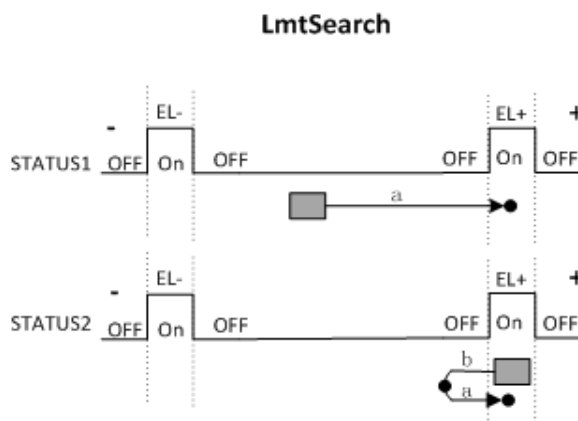 LmtSearch
- EL- EL+ +
STATUS1 OFF On OFF OFF On OFF
a
- EL- EL+ +
STATUS2 OFF On OFF OFF On OFF
b
a